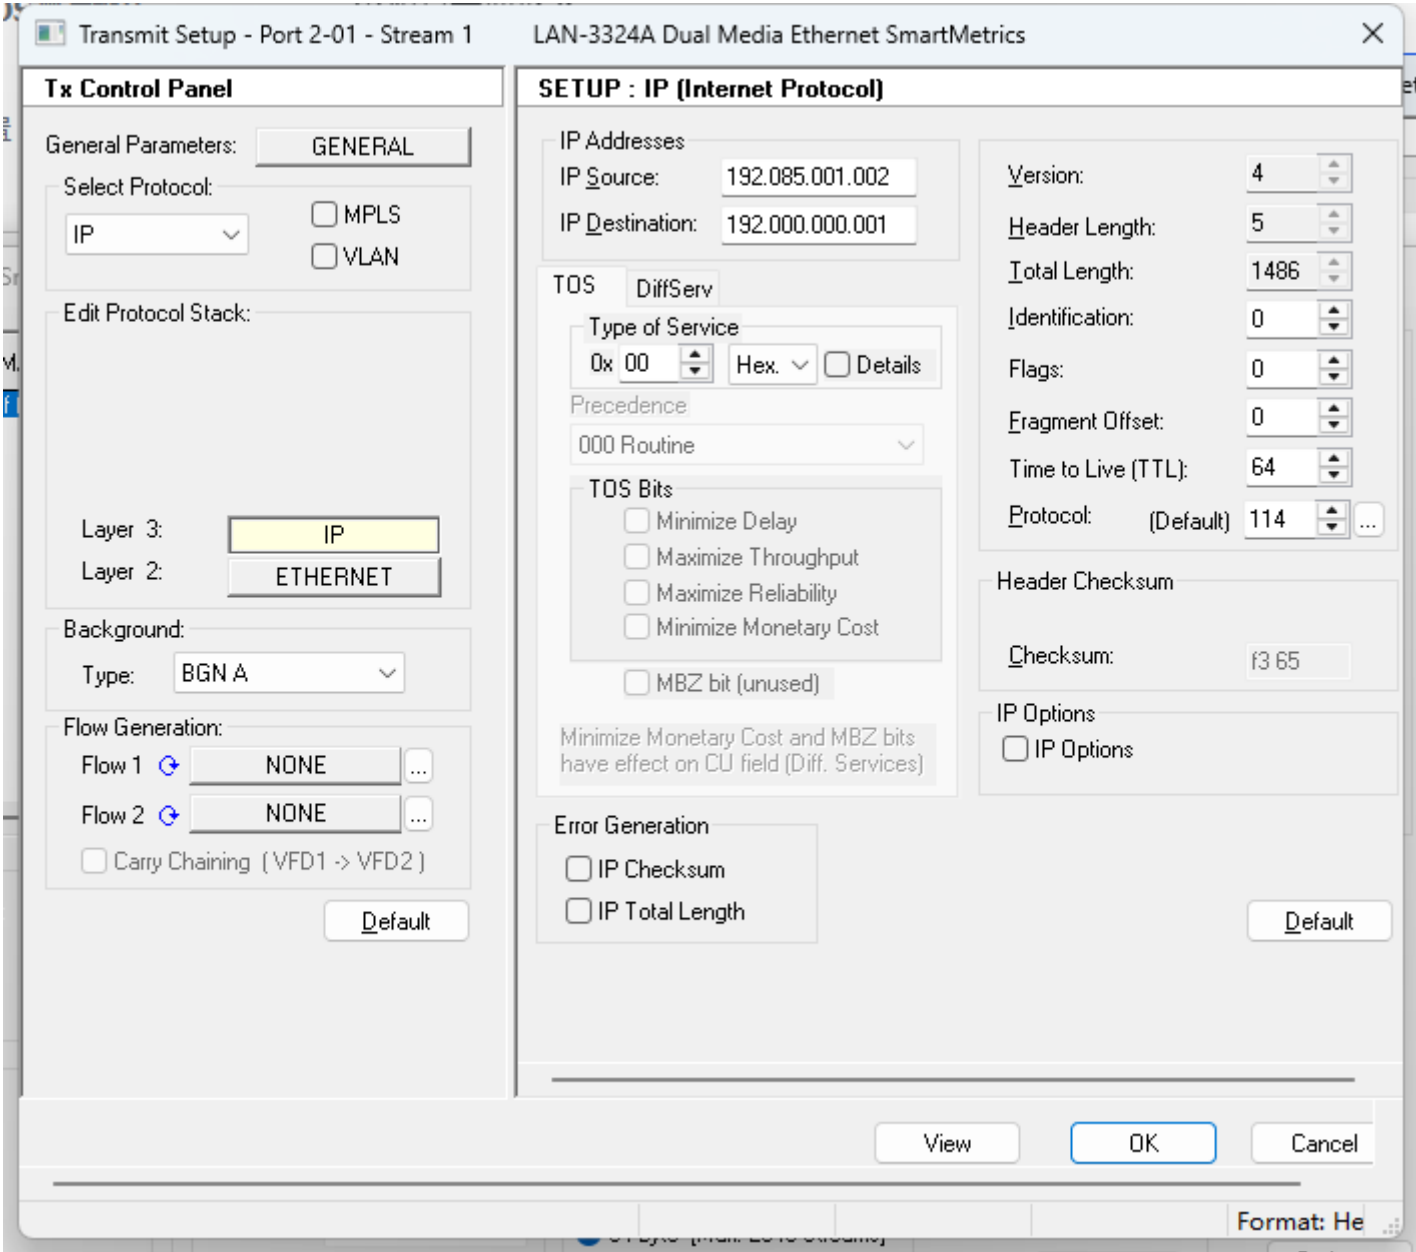 Transmit Setup - Port 2-01 - Stream 1 LAN-3324A Dual Media Ethernet SmartMetrics
Tx Control Panel
General Parameters: GENERAL
Select Protocol:
IP
MPLS
VLAN
Edit Protocol Stack:
Layer 3: IP
Layer 2: ETHERNET
Background:
Type: BGN A
Flow Generation:
Flow 1 NONE ...
Flow 2 NONE ...
Carry Chaining ( VFD1 -> VFD2 )
Default
SETUP : IP (Internet Protocol)
IP Addresses
IP Source: 192.085.001.002
IP Destination: 192.000.000.001
TOS DiffServ
Type of Service
0x 00 Hex. Details
Precedence
000 Routine
TOS Bits
Minimize Delay
Maximize Throughput
Maximize Reliability
Minimize Monetary Cost
MBZ bit (unused)
Minimize Monetary Cost and MBZ bits
have effect on CU field (Diff. Services)
Error Generation
IP Checksum
IP Total Length
Version: 4
Header Length: 5
Total Length: 1486
Identification: 0
Flags: 0
Fragment Offset: 0
Time to Live (TTL): 64
Protocol: (Default) 114 ...
Header Checksum
Checksum: f3 65
IP Options
IP Options
Default
View OK Cancel
Format: He